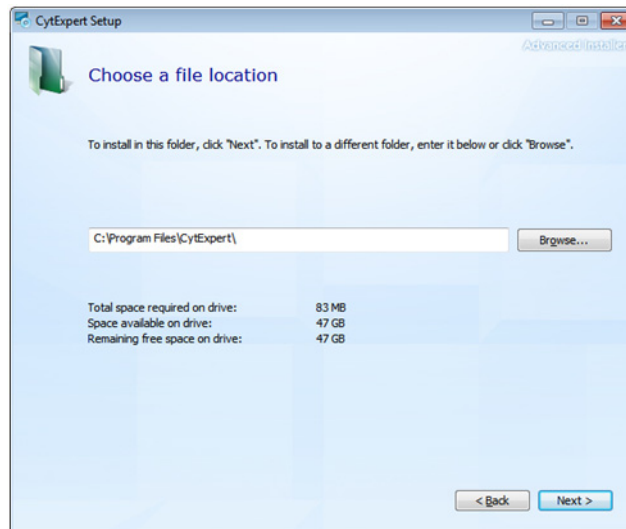 CytExpert Setup
Advanced Installer
Choose a file location
To install in this folder, click "Next". To install to a different folder, enter it below or click "Browse".
C:\Program Files\CytExpert\
Browse...
Total space required on drive: 83 MB
Space available on drive: 47 GB
Remaining free space on drive: 47 GB
< Back
Next >